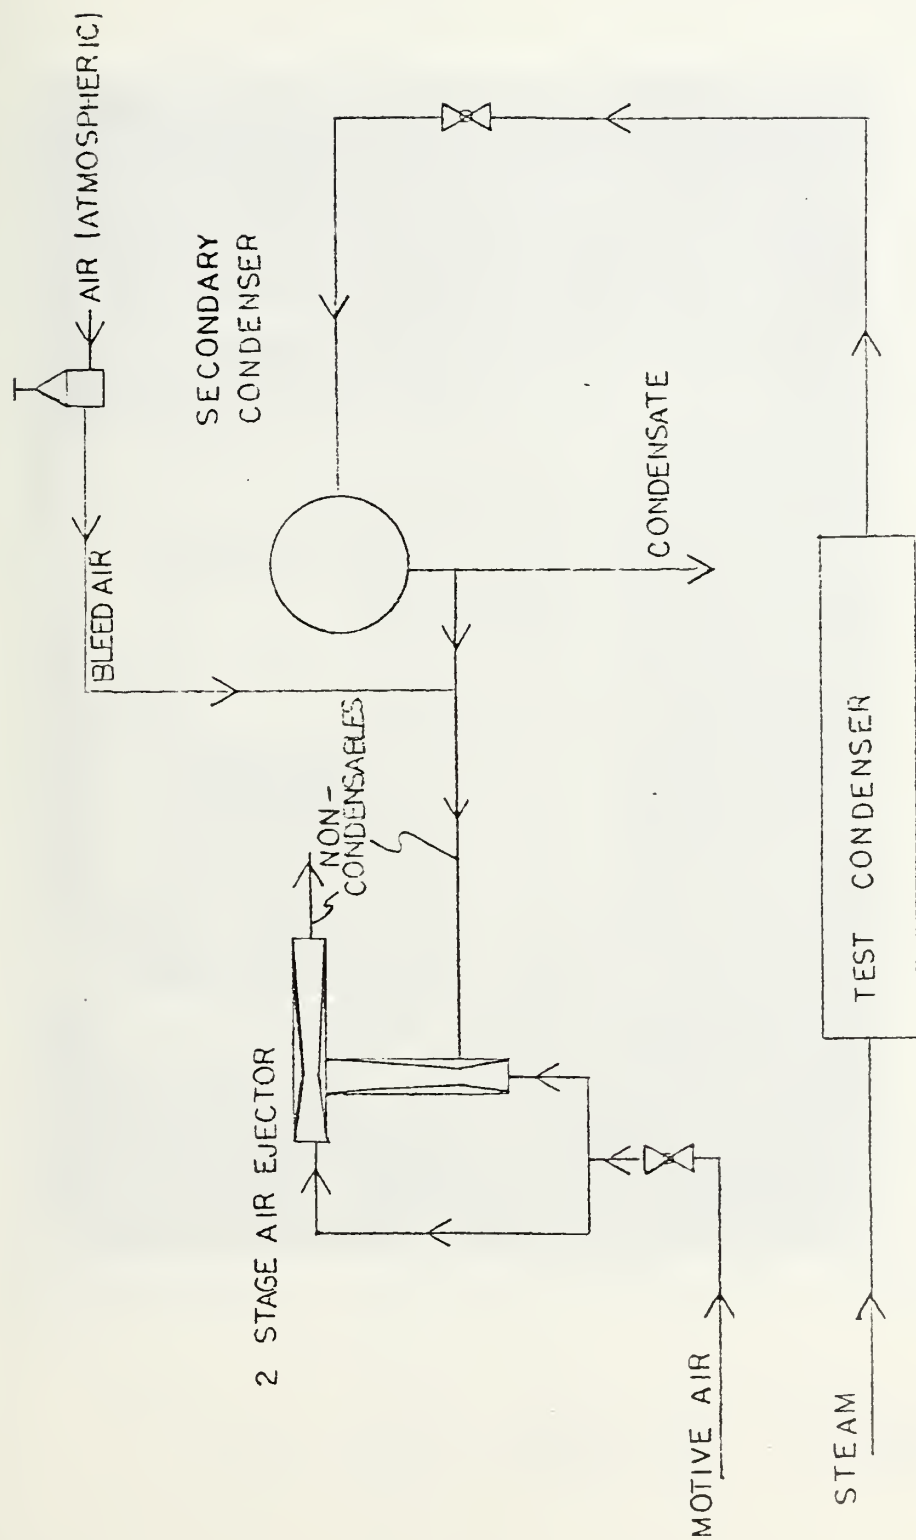 AIR (ATMOSPHERIC)
BLEED AIR
SECONDARY
CONDENSER
NON-
CONDENSABLES
2 STAGE AIR EJECTOR
CONDENSATE
MOTIVE AIR
TEST CONDENSER
STEAM